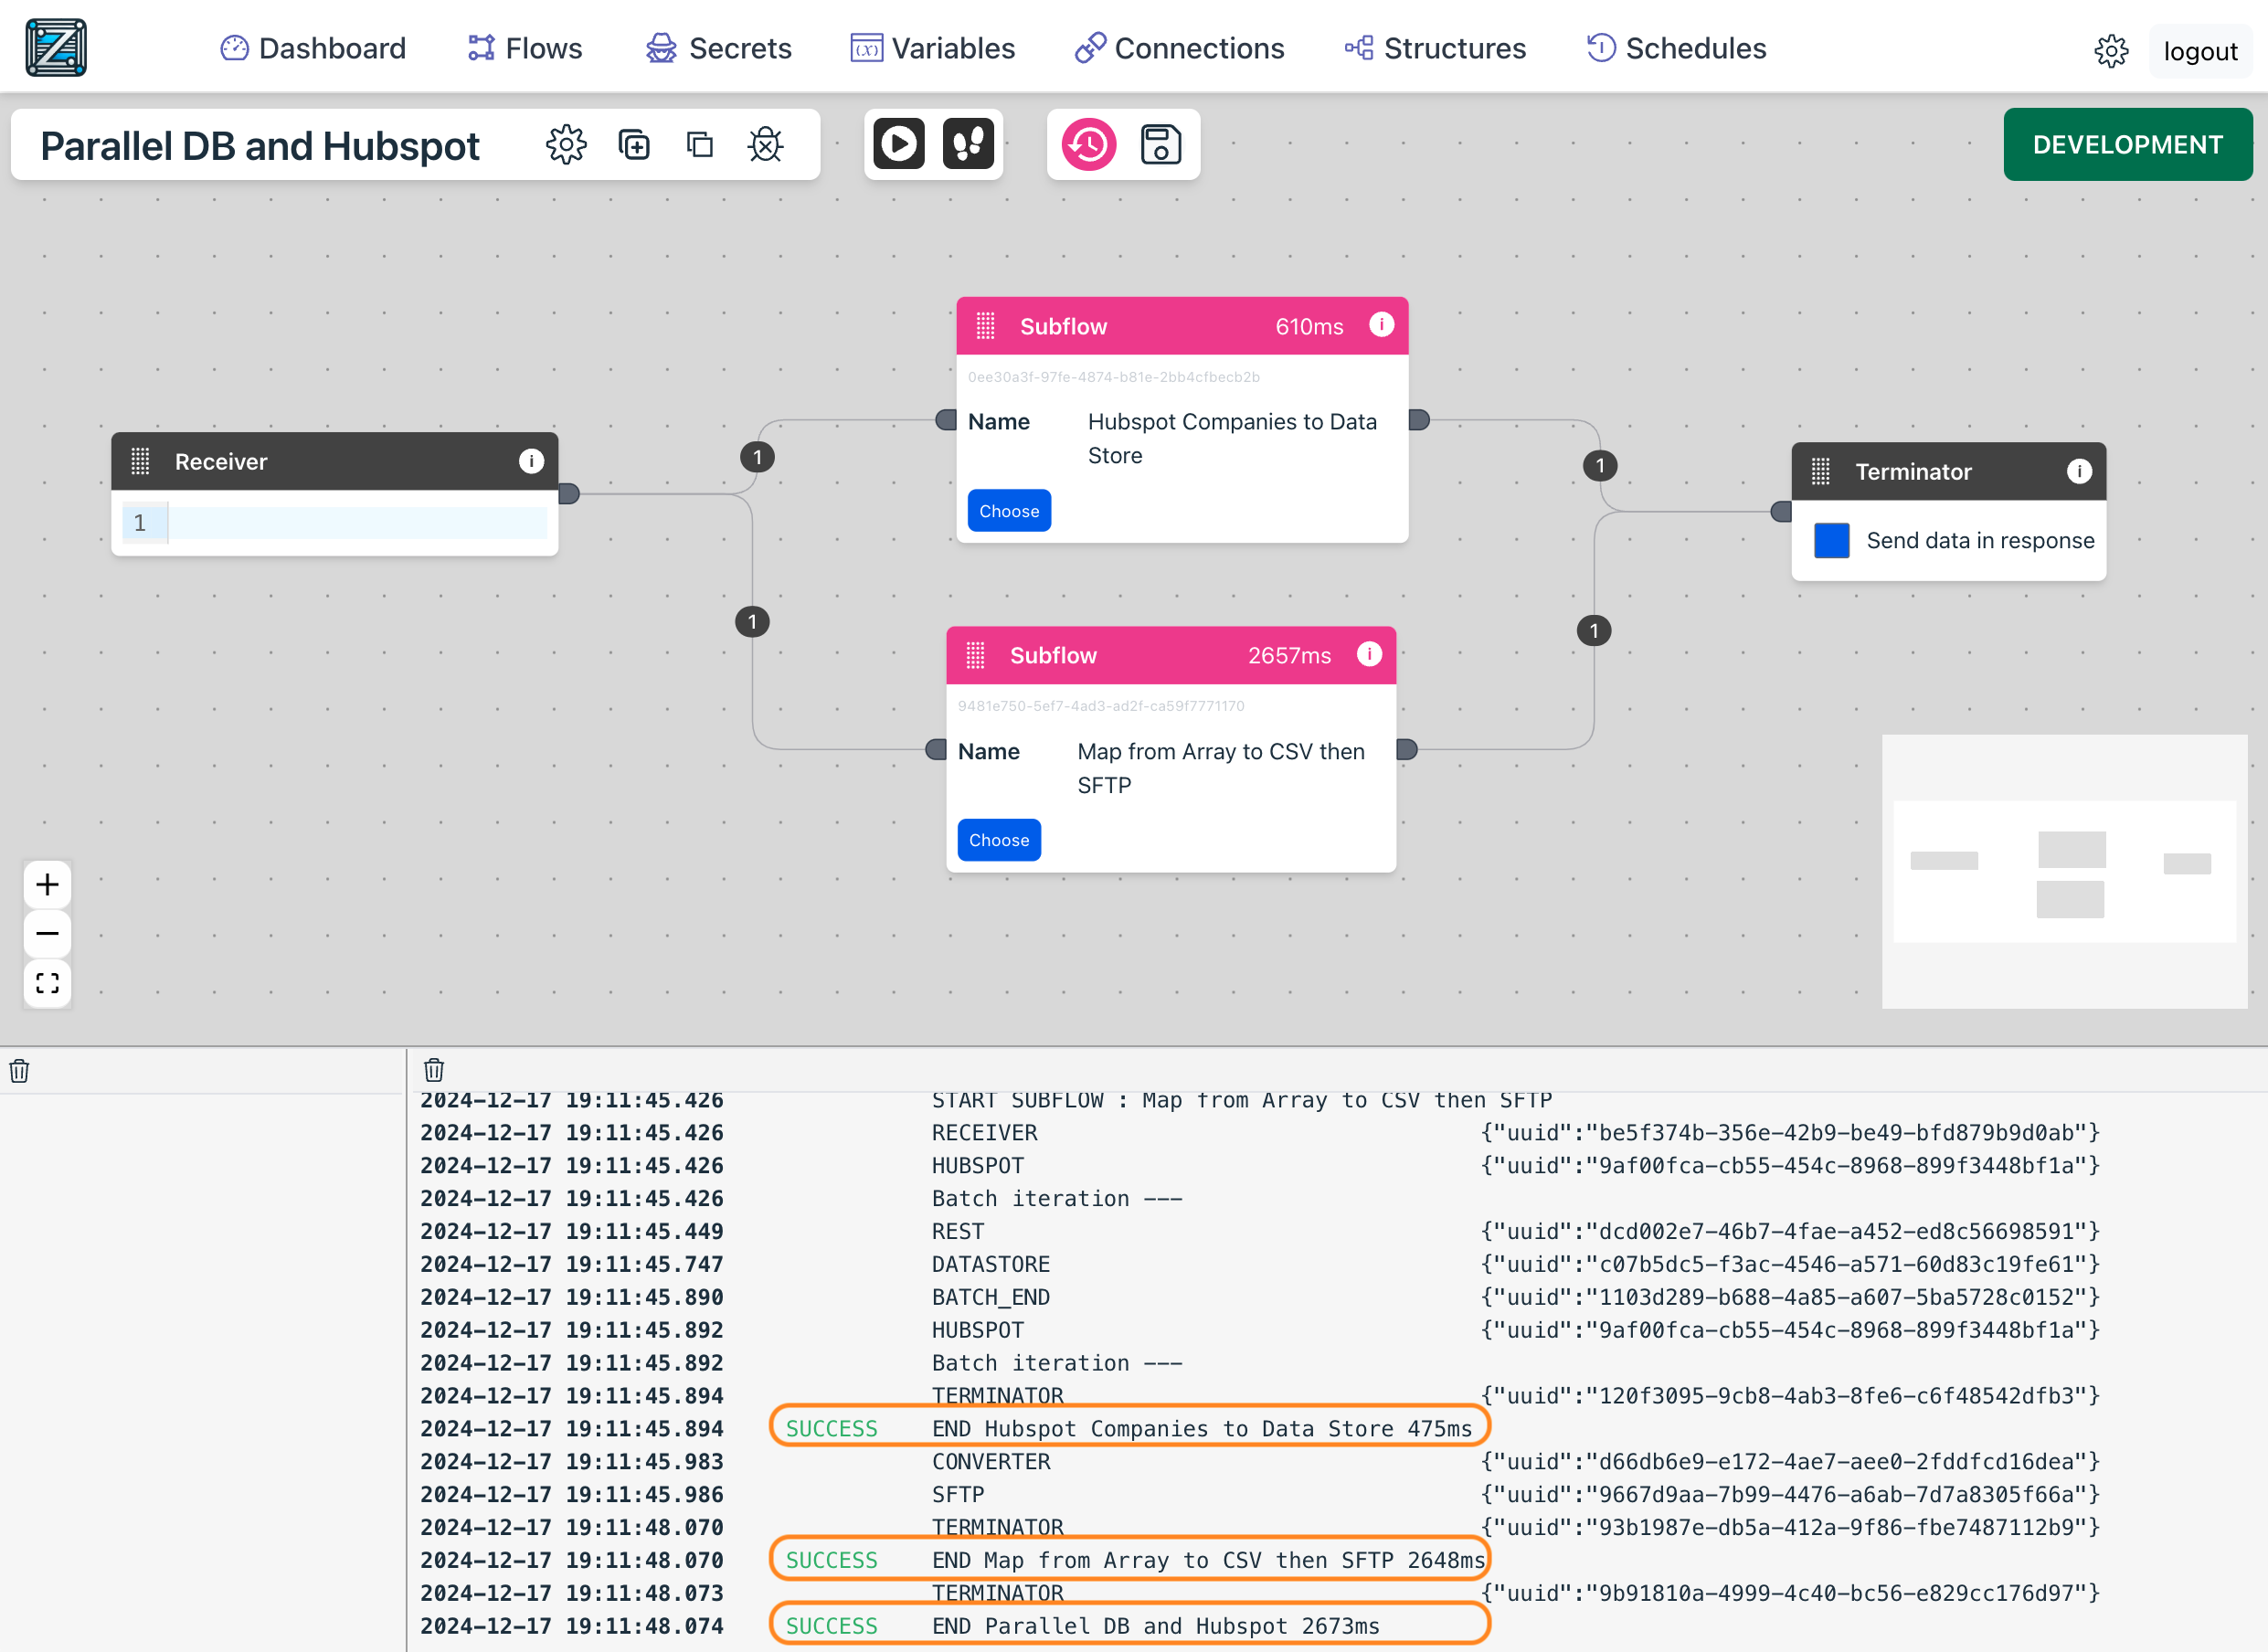 Dashboard Flows Secrets Variables Connections Structures Schedules logout
Parallel DB and Hubspot
DEVELOPMENT
Subflow 610ms
0ee30a3f-97fe-4874-b81e-2bb4cfbecb2b
Name Hubspot Companies to Data
Store
Choose
Receiver
1
1
1
1
1
Terminator
Send data in response
Subflow 2657ms
9481e750-5ef7-4ad3-ad2f-ca59f7771170
Name Map from Array to CSV then
SFTP
Choose
2024-12-17 19:11:45.426 START SUBFLOW : Map from Array to CSV then SFTP
2024-12-17 19:11:45.426 RECEIVER {"uuid":"be5f374b-356e-42b9-be49-bfd879b9d0ab"}
2024-12-17 19:11:45.426 HUBSPOT {"uuid":"9af00fca-cb55-454c-8968-899f3448bf1a"}
2024-12-17 19:11:45.426 Batch iteration ---
2024-12-17 19:11:45.449 REST {"uuid":"dcd002e7-46b7-4fae-a452-ed8c56698591"}
2024-12-17 19:11:45.747 DATASTORE {"uuid":"c07b5dc5-f3ac-4546-a571-60d83c19fe61"}
2024-12-17 19:11:45.890 BATCH_END {"uuid":"1103d289-b688-4a85-a607-5ba5728c0152"}
2024-12-17 19:11:45.892 HUBSPOT {"uuid":"9af00fca-cb55-454c-8968-899f3448bf1a"}
2024-12-17 19:11:45.892 Batch iteration ---
2024-12-17 19:11:45.894 TERMINATOR {"uuid":"120f3095-9cb8-4ab3-8fe6-c6f48542dfb3"}
2024-12-17 19:11:45.894 SUCCESS END Hubspot Companies to Data Store 475ms
2024-12-17 19:11:45.983 CONVERTER {"uuid":"d66db6e9-e172-4ae7-aee0-2fddfcd16dea"}
2024-12-17 19:11:45.986 SFTP {"uuid":"9667d9aa-7b99-4476-a6ab-7d7a8305f66a"}
2024-12-17 19:11:48.070 TERMINATOR {"uuid":"93b1987e-db5a-412a-9f86-fbe7487112b9"}
2024-12-17 19:11:48.070 SUCCESS END Map from Array to CSV then SFTP 2648ms
2024-12-17 19:11:48.073 TERMINATOR {"uuid":"9b91810a-4999-4c40-bc56-e829cc176d97"}
2024-12-17 19:11:48.074 SUCCESS END Parallel DB and Hubspot 2673ms